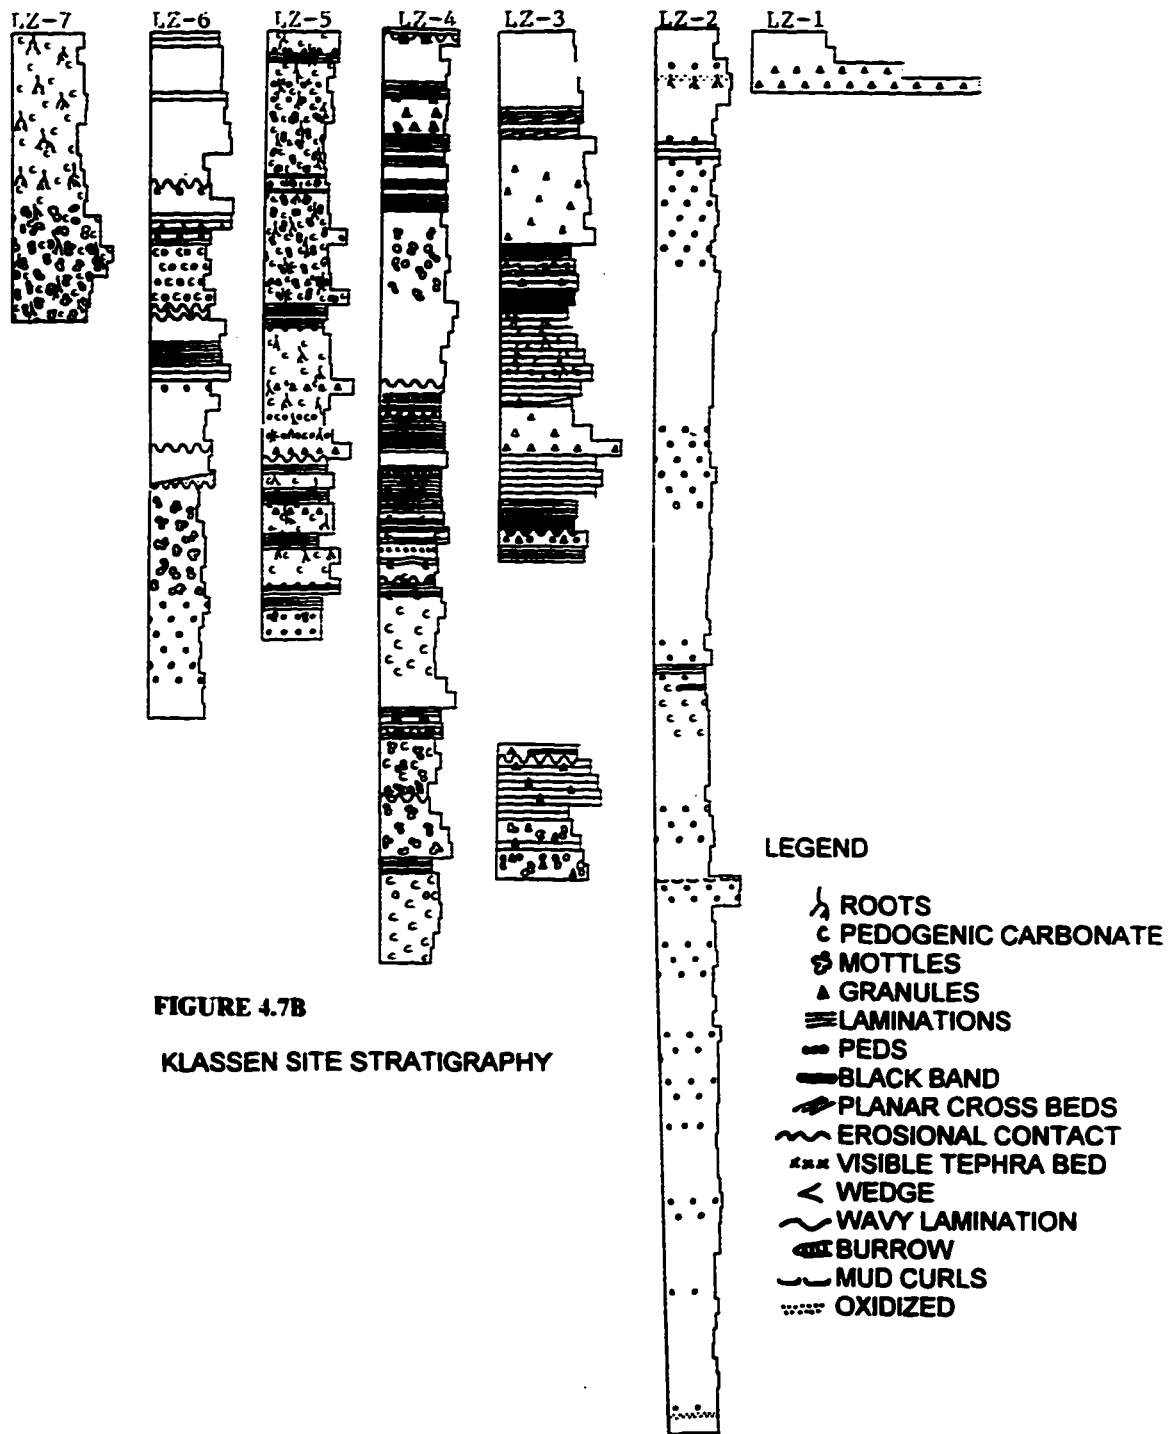 LZ-7 LZ-6 LZ-5 LZ-4 LZ-3 LZ-2 LZ-1
LEGEND
ROOTS
C PEDOGENIC CARBONATE
MOTTLES
GRANULES
LAMINATIONS
PEDS
BLACK BAND
PLANAR CROSS BEDS
EROSIONAL CONTACT
xxx VISIBLE TEPHRA BED
WEDGE
WAVY LAMINATION
BURROW
MUD CURLS
OXIDIZED
FIGURE 4.7B
KLASSEN SITE STRATIGRAPHY